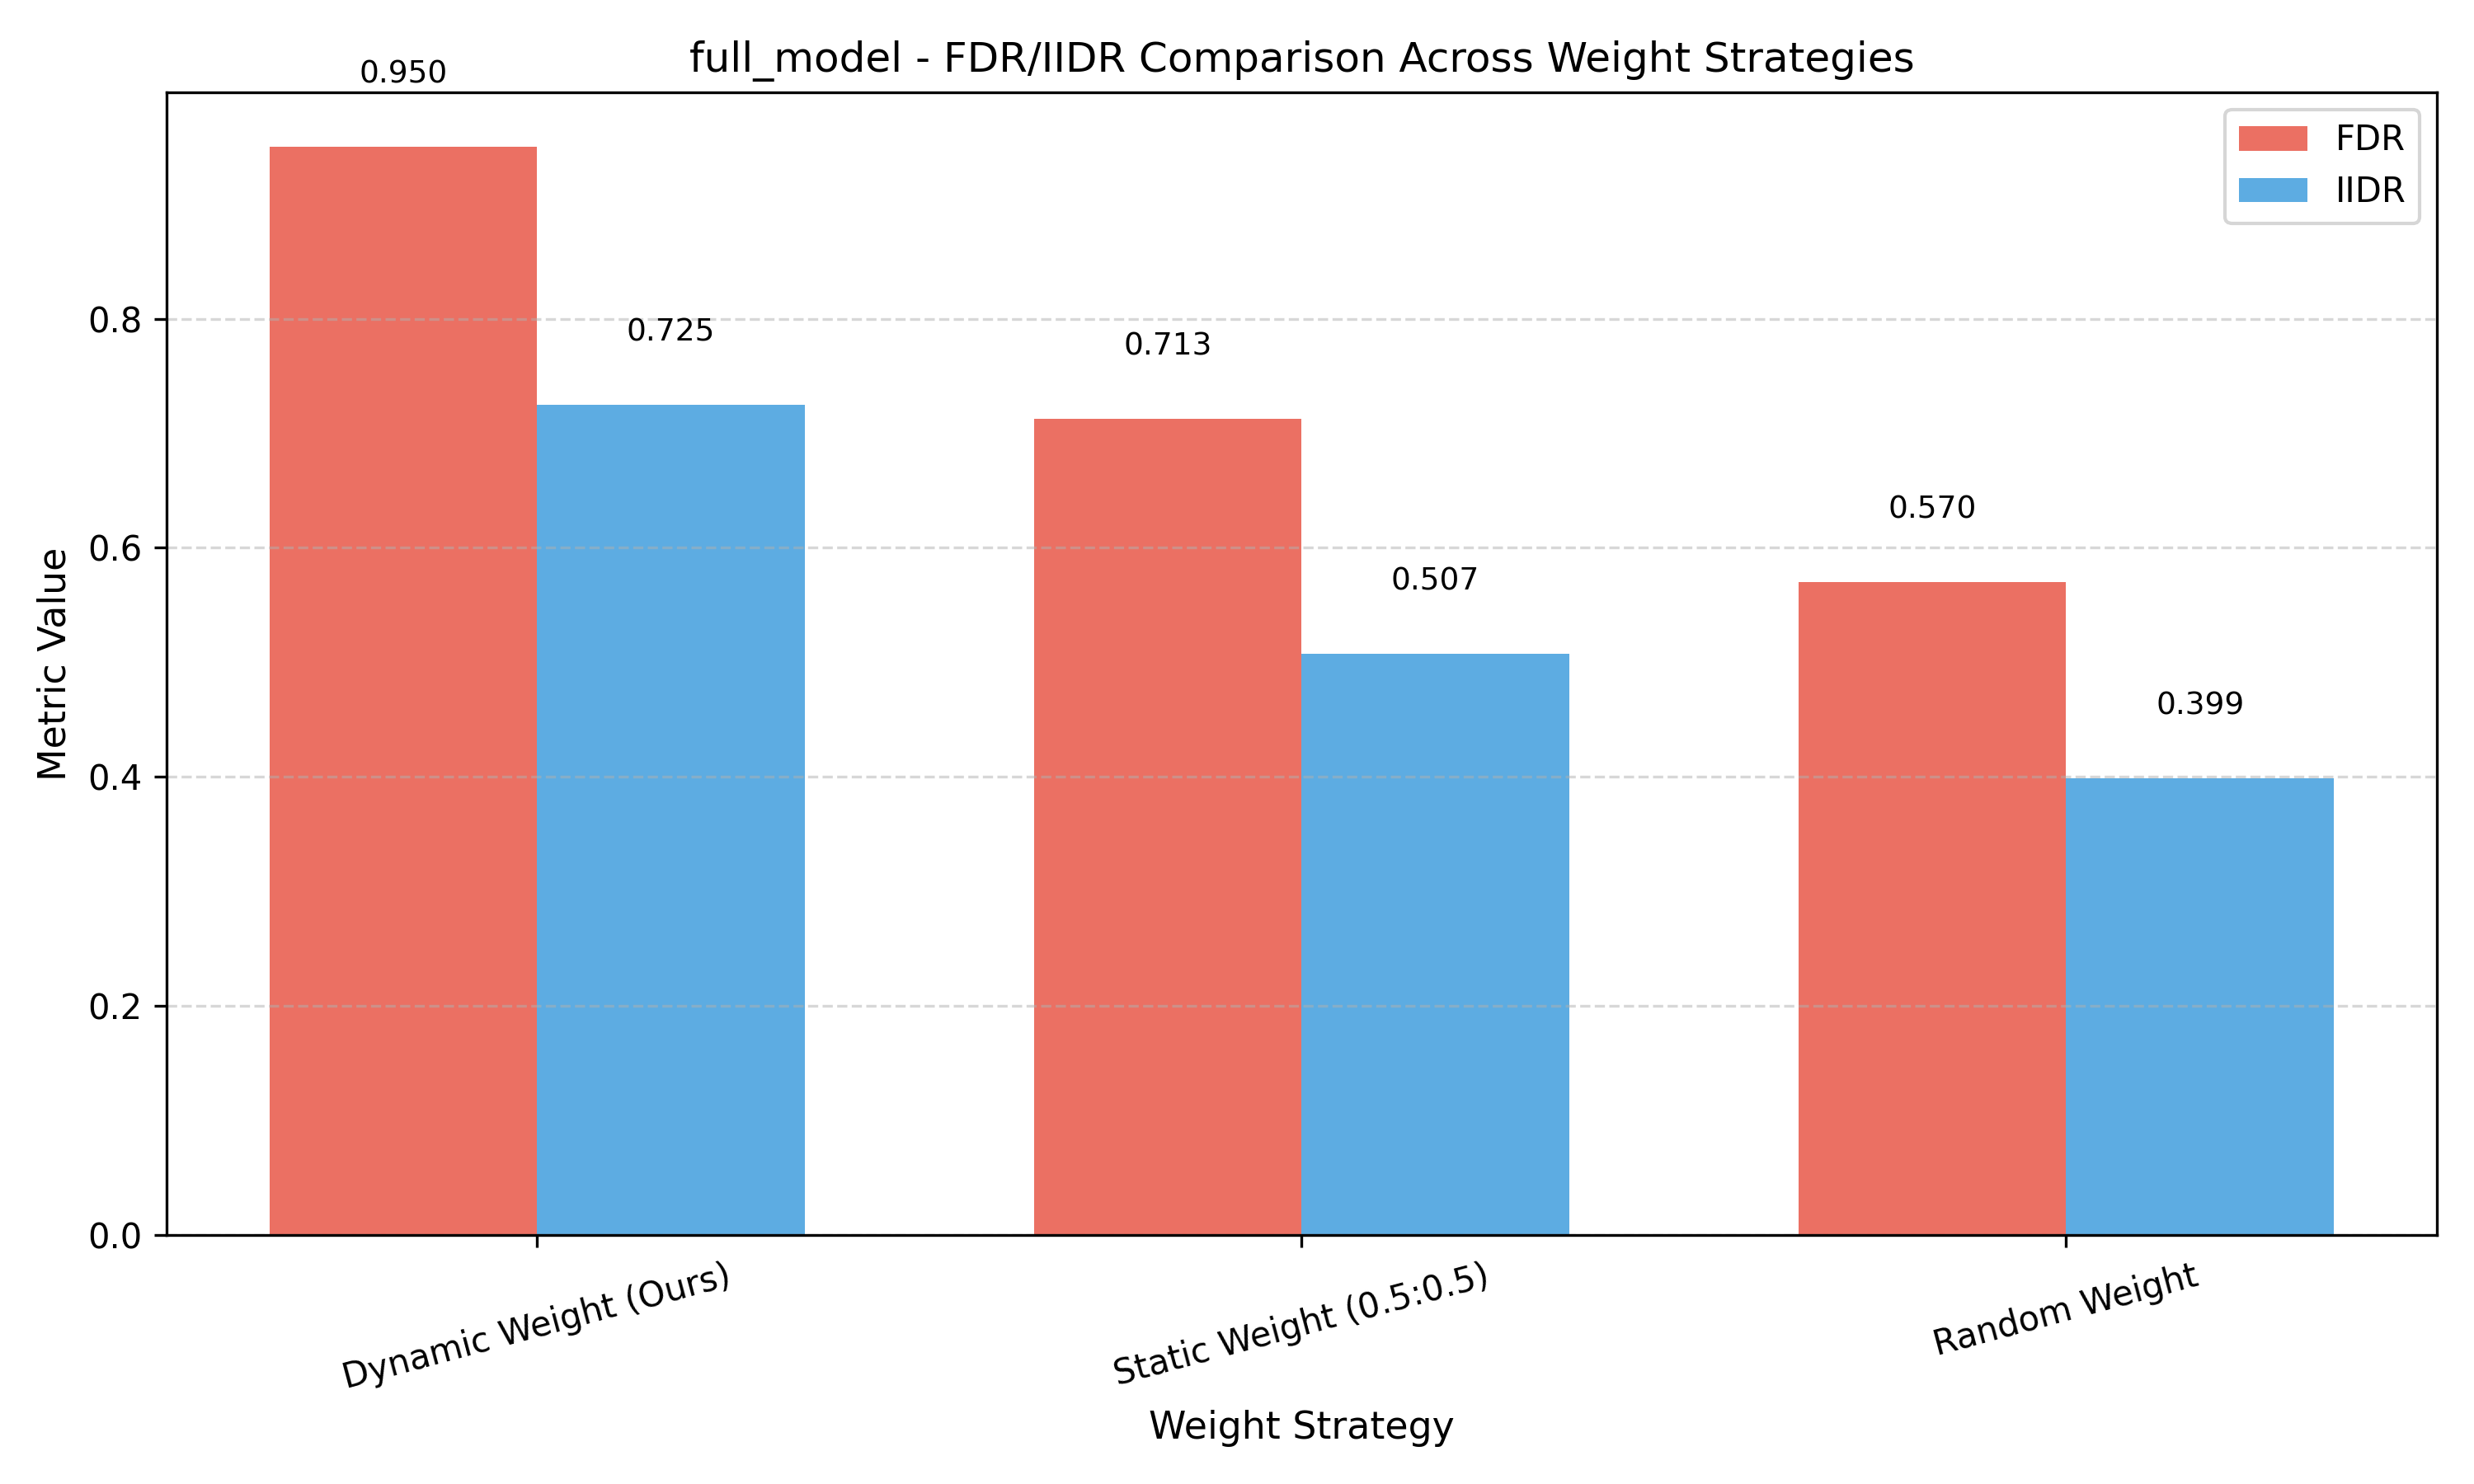 full_model - FDR/IIDR Comparison Across Weight Strategies
0.950
FDR
IIDR
0.725
0.713
0.507
0.570
0.399
Metric Value
0.8
0.6
0.4
0.2
0.0
Dynamic Weight (Ours)
Static Weight (0.5:0.5)
Random Weight
Weight Strategy